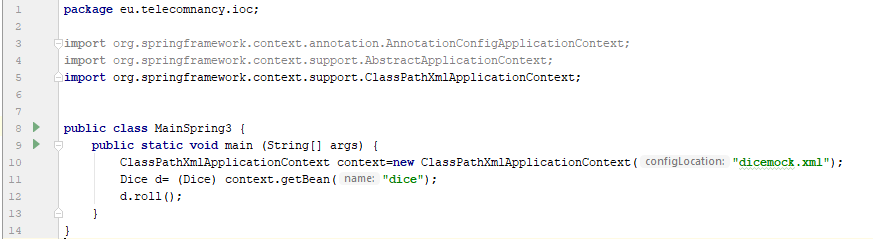 1 package eu.telecomnancy.ioc;
2
3 import org.springframework.context.annotation.AnnotationConfigApplicationContext;
4 import org.springframework.context.support.AbstractApplicationContext;
5 import org.springframework.context.support.ClassPathXmlApplicationContext;
6
7
8 public class MainSpring3 {
9 public static void main (String[] args) {
10 ClassPathXmlApplicationContext context=new ClassPathXmlApplicationContext( configLocation: "dicemock.xml");
11 Dice d= (Dice) context.getBean( name: "dice");
12 d.roll();
13 }
14 }